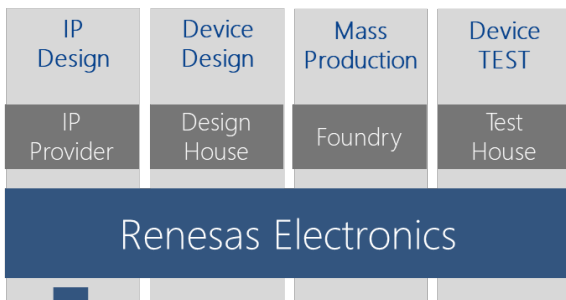 IP
Design
Device
Design
Mass
Production
Device
TEST
IP
Provider
Design
House
Foundry
Test
House
Renesas Electronics